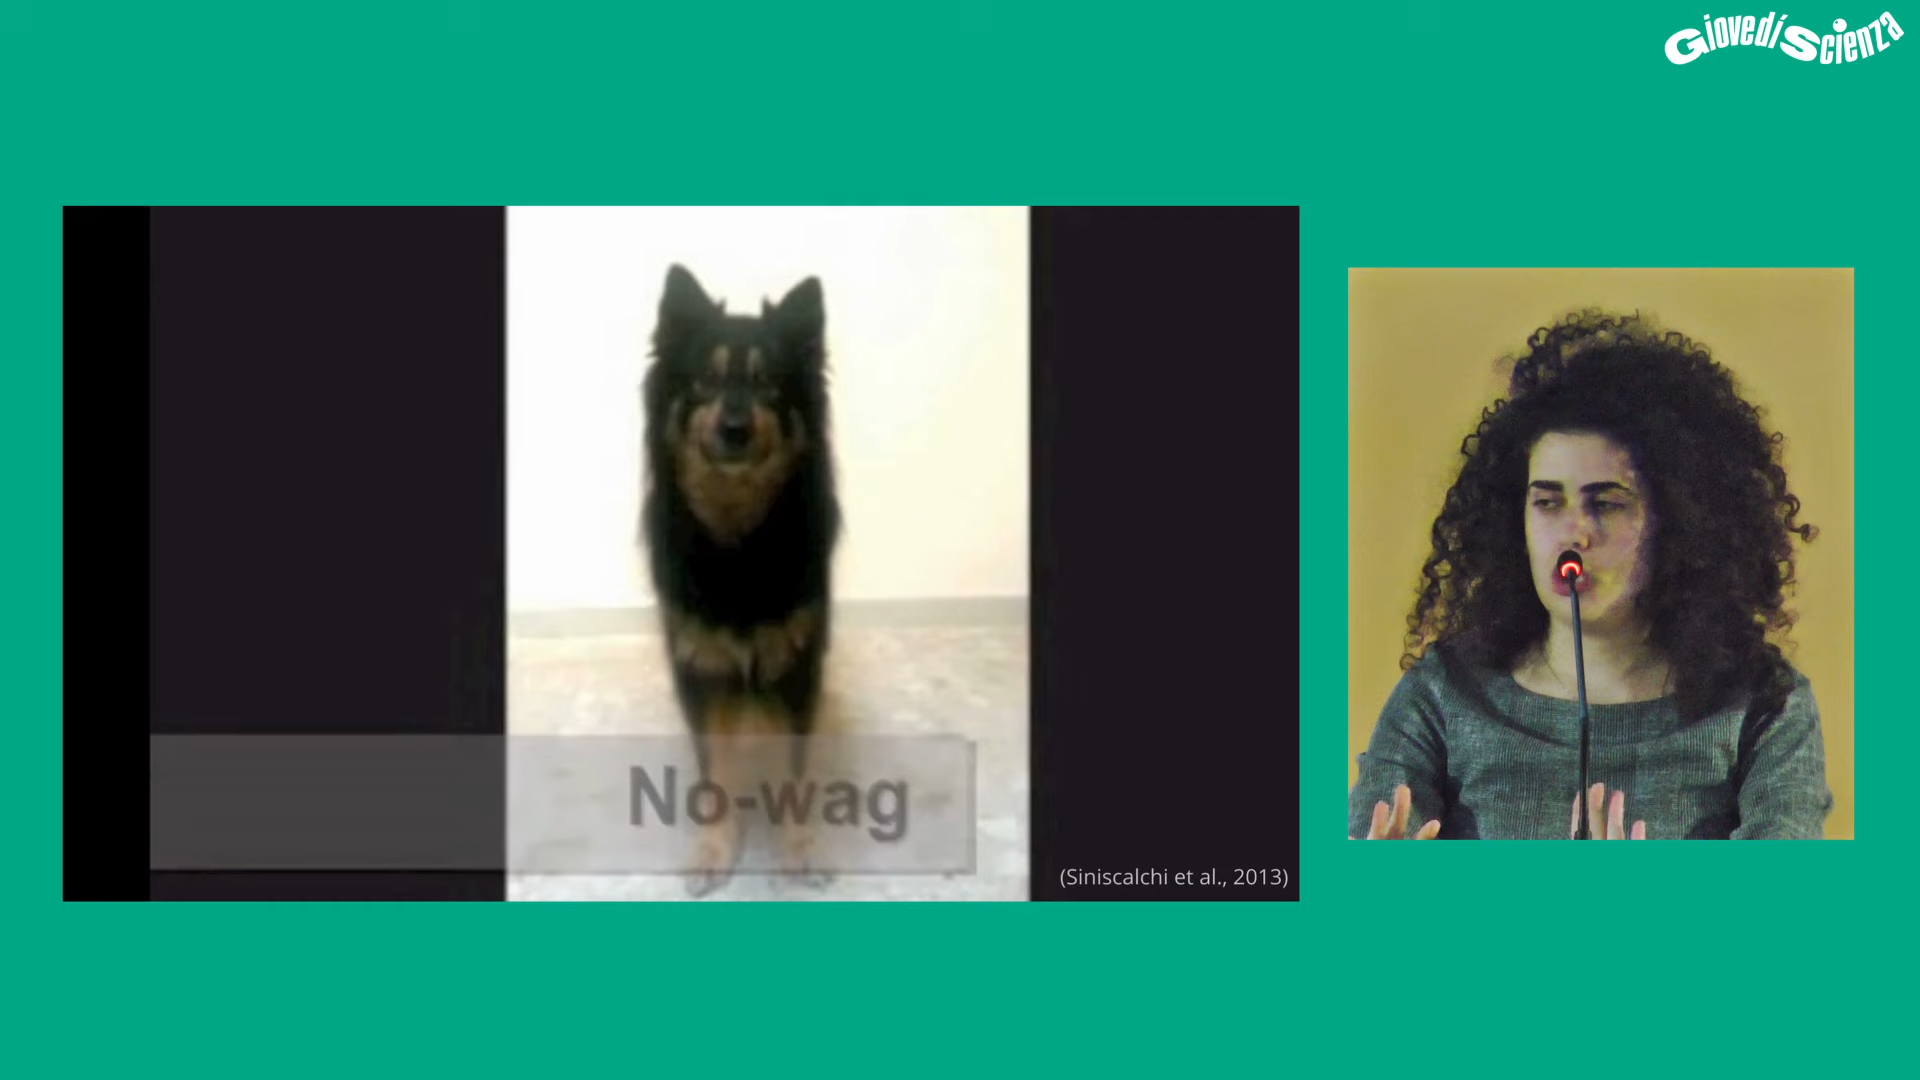 GiovedìScienza
No-wag
(Siniscalchi et al., 2013)